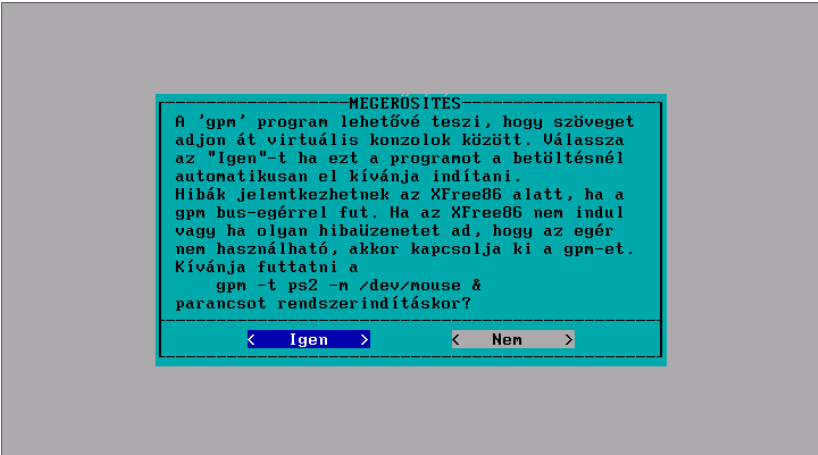 MEGERŐSÍTÉS
A 'gpm' program lehetővé teszi, hogy szöveget
adjon át virtuális konzolok között. Válassza
az "Igen"-t ha ezt a programot a betöltésnél
automatikusan el kívánja indítani.
Hibák jelentkezhetnek az XFree86 alatt, ha a
gpm bus-egérrel fut. Ha az XFree86 nem indul
vagy ha olyan hibaüzenetet ad, hogy az egér
nem használható, akkor kapcsolja ki a gpm-et.
Kívánja futtatni a
gpm -t ps2 -m /dev/mouse &
parancsot rendszerindításkor?
< Igen > < Nem >